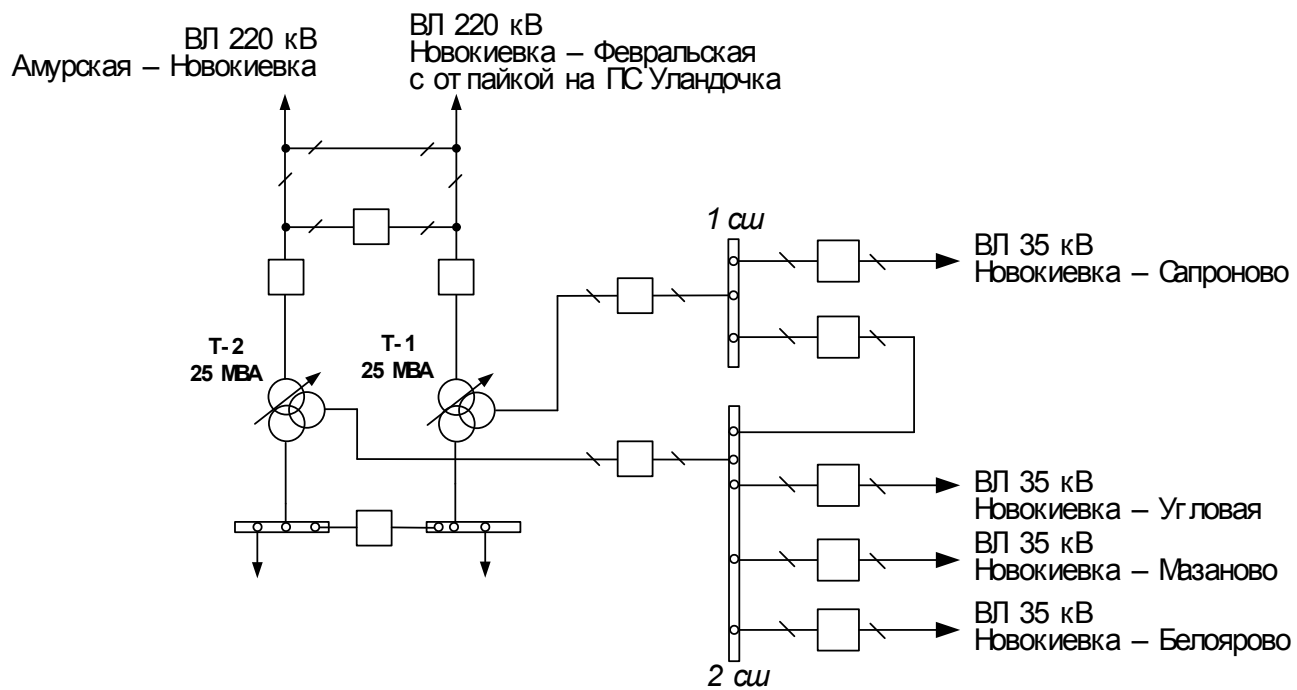 ВЛ 220 кВ
Амурская – Новокиевка
ВЛ 220 кВ
Новокиевка – Февральская
с отпайкой на ПС Уландочка
1 сш
ВЛ 35 кВ
Новокиевка – Сапроново
Т-2
25 МВА
Т-1
25 МВА
ВЛ 35 кВ
Новокиевка – Угловая
ВЛ 35 кВ
Новокиевка – Мазаново
ВЛ 35 кВ
Новокиевка – Белоярово
2 сш